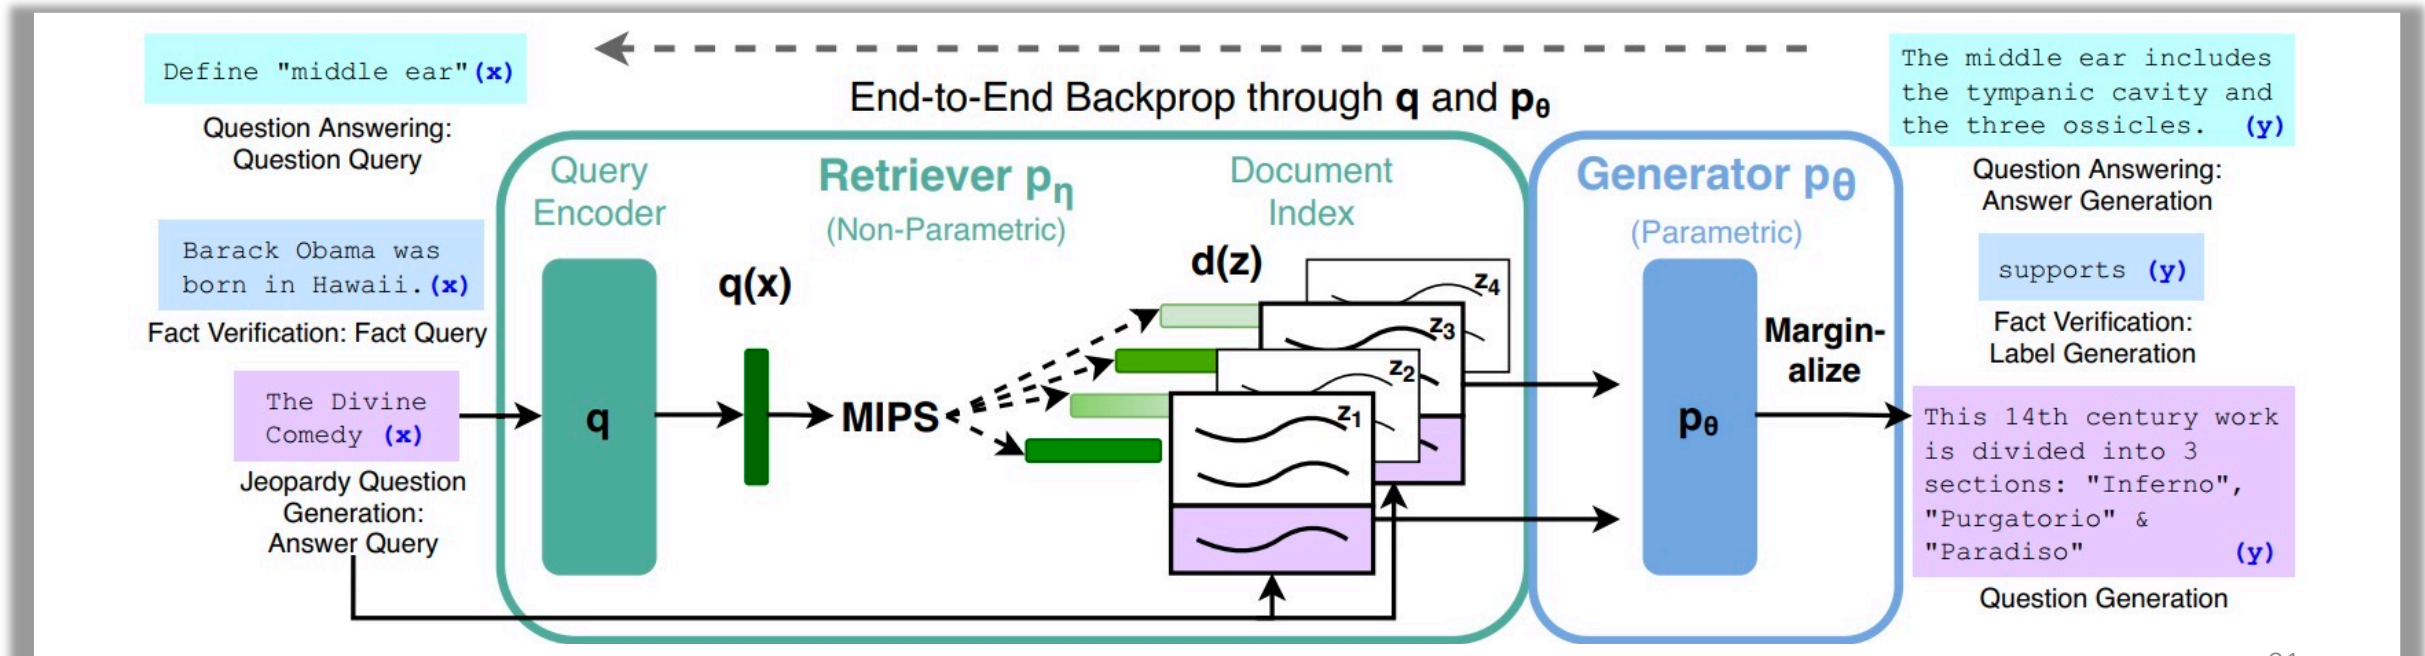 Define "middle ear"(x)
Question Answering:
Question Query
Barack Obama was
born in Hawaii.(x)
Fact Verification: Fact Query
The Divine
Comedy (x)
Jeopardy Question
Generation:
Answer Query
End-to-End Backprop through q and pθ
Query
Encoder
Retriever pη
(Non-Parametric)
Document
Index
q
q(x)
MIPS
d(z)
z4
z3
z2
z1
Generator pθ
(Parametric)
pθ
Margin-
alize
The middle ear includes
the tympanic cavity and
the three ossicles. (y)
Question Answering:
Answer Generation
supports (y)
Fact Verification:
Label Generation
This 14th century work
is divided into 3
sections: "Inferno",
"Purgatorio" &
"Paradiso" (y)
Question Generation